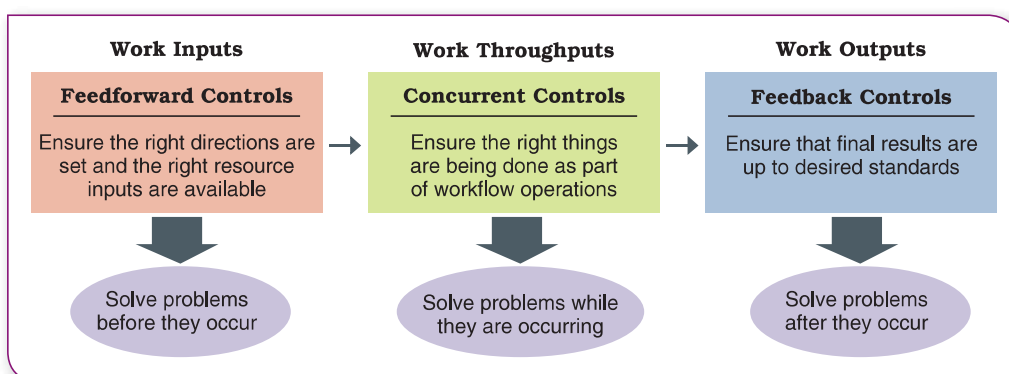 Work Inputs
Feedforward Controls
Ensure the right directions are
set and the right resource
inputs are available
Solve problems
before they occur
Work Throughputs
Concurrent Controls
Ensure the right things
are being done as part
of workflow operations
Solve problems while
they are occurring
Work Outputs
Feedback Controls
Ensure that final results are
up to desired standards
Solve problems
after they occur